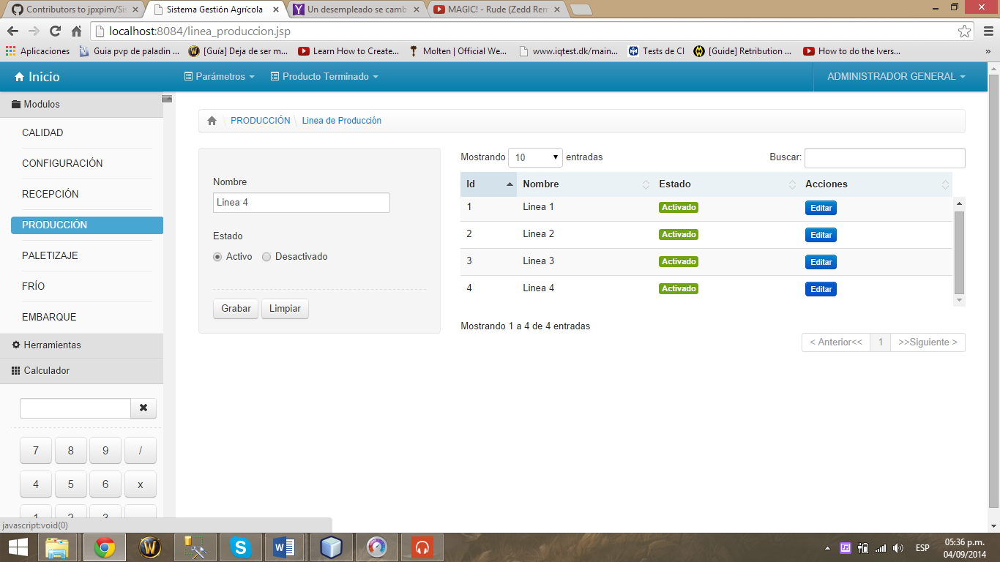 Contributors to jpxpim/Sis
Sistema Gestión Agrícola
Un desempleado se camb
MAGIC! - Rude (Zedd Rem
localhost:8084/linea_produccion.jsp
Aplicaciones
Guia pvp de paladin ...
[Guía] Deja de ser m...
Learn How to Create...
Molten | Official We...
www.iqtest.dk/main...
Tests de CI
[Guide] Retribution ...
How to do the Ivers...
»
Inicio
Parámetros
Producto Terminado
ADMINISTRADOR GENERAL
Modulos
CALIDAD
CONFIGURACIÓN
RECEPCIÓN
PRODUCCIÓN
PALETIZAJE
FRÍO
EMBARQUE
Herramientas
Calculador
7 8 9 /
4 5 6 x
1 2 3
javascript:void(0)
PRODUCCIÓN
Linea de Producción
Nombre
Linea 4
Estado
Activo Desactivado
Grabar Limpiar
Mostrando 10 entradas
Buscar:
Id Nombre Estado Acciones
1 Linea 1 Activado Editar
2 Linea 2 Activado Editar
3 Linea 3 Activado Editar
4 Linea 4 Activado Editar
Mostrando 1 a 4 de 4 entradas
< Anterior<< 1 >>Siguiente >
ESP
05:36 p.m.
04/09/2014